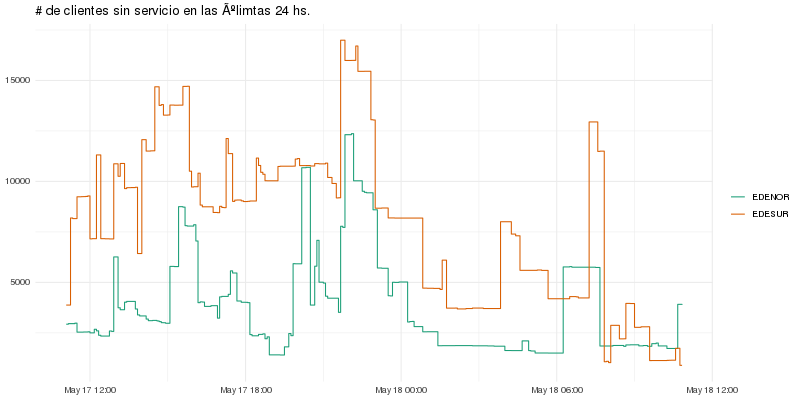 # de clientes sin servicio en las Ãºlimtas 24 hs.
15000
10000
5000
EDENOR
EDESUR
May 17 12:00
May 17 18:00
May 18 00:00
May 18 06:00
May 18 12:00